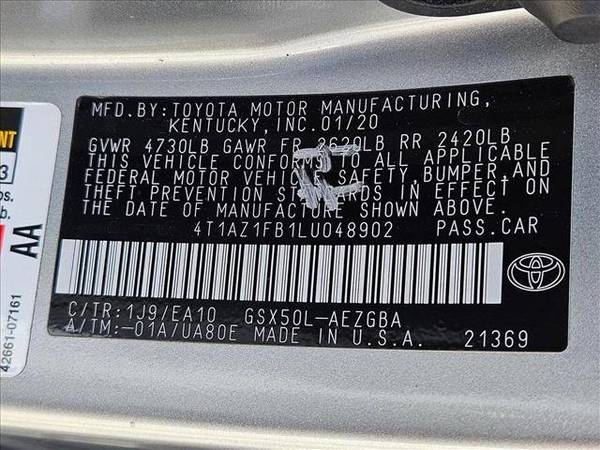 MFD.BY:TOYOTA MOTOR MANUFACTURING,
KENTUCKY, INC.01/20
GVWR 4730LB GAWR FR 2620LB RR 2420LB
THIS VEHICLE CONFORMS TO ALL APPLICABLE
FEDERAL MOTOR VEHICLE SAFETY,BUMPER,AND
THEFT PREVENTION STANDARDS IN EFFECT ON
THE DATE OF MANUFACTURE SHOWN ABOVE.
4T1AZ1FB1LU048902 PASS.CAR
C/TR:1J9/EA10 GSX50L-AEZGBA
A/TM:-01A/UA80E MADE IN U.S.A. 21369
3
os.
b.
AA
42661-07161